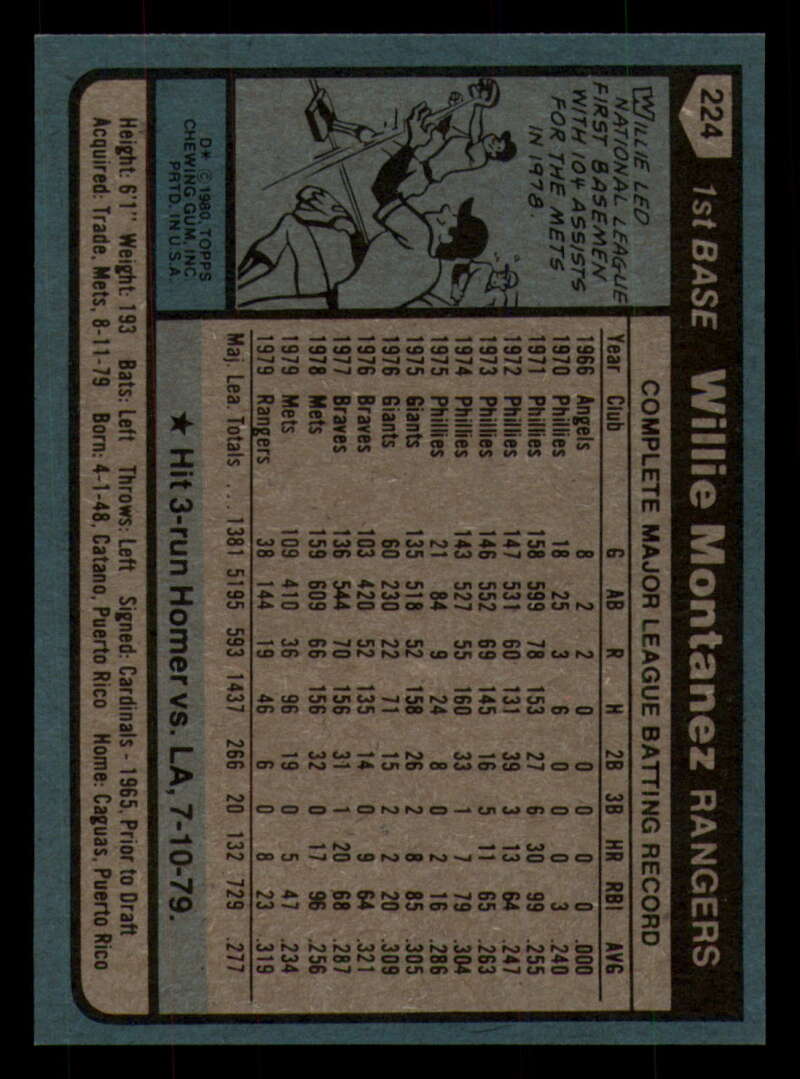 224 1st BASE Willie Montanez RANGERS
WILLIE LED
NATIONAL LEAGUE
FIRST BASEMEN
WITH 104 ASSISTS
FOR THE METS
IN 1978.
D* © 1980, TOPPS
CHEWING GUM, INC.
PRTD. IN U.S.A.
COMPLETE MAJOR LEAGUE BATTING RECORD
Year Club G AB R H 2B 3B HR RBI AVG
1966 Angels 8 2 2 0 0 0 0 0 .000
1970 Phillies 18 25 3 6 0 0 0 3 .240
1971 Phillies 158 599 78 153 27 6 30 99 .255
1972 Phillies 147 531 60 131 39 3 13 64 .247
1973 Phillies 146 552 69 145 16 5 11 65 .263
1974 Phillies 143 527 55 160 33 1 7 79 .304
1975 Phillies 21 84 9 24 8 0 2 16 .286
1975 Giants 135 518 52 158 26 2 8 85 .305
1976 Giants 60 230 22 71 15 2 2 20 .309
1976 Braves 103 420 52 135 14 0 9 64 .321
1977 Braves 136 544 70 156 31 1 20 68 .287
1978 Mets 159 609 66 156 32 0 17 96 .256
1979 Mets 109 410 36 96 19 0 5 47 .234
1979 Rangers 38 144 19 46 6 0 8 23 .319
Maj. Lea. Totals ... 1381 5195 593 1437 266 20 132 729 .277
★ Hit 3-run Homer vs. LA, 7-10-79.
Height: 6'1" Weight: 193 Bats: Left Throws: Left Signed: Cardinals - 1965, Prior to Draft
Acquired: Trade, Mets, 8-11-79 Born: 4-1-48, Catano, Puerto Rico Home: Caguas, Puerto Rico